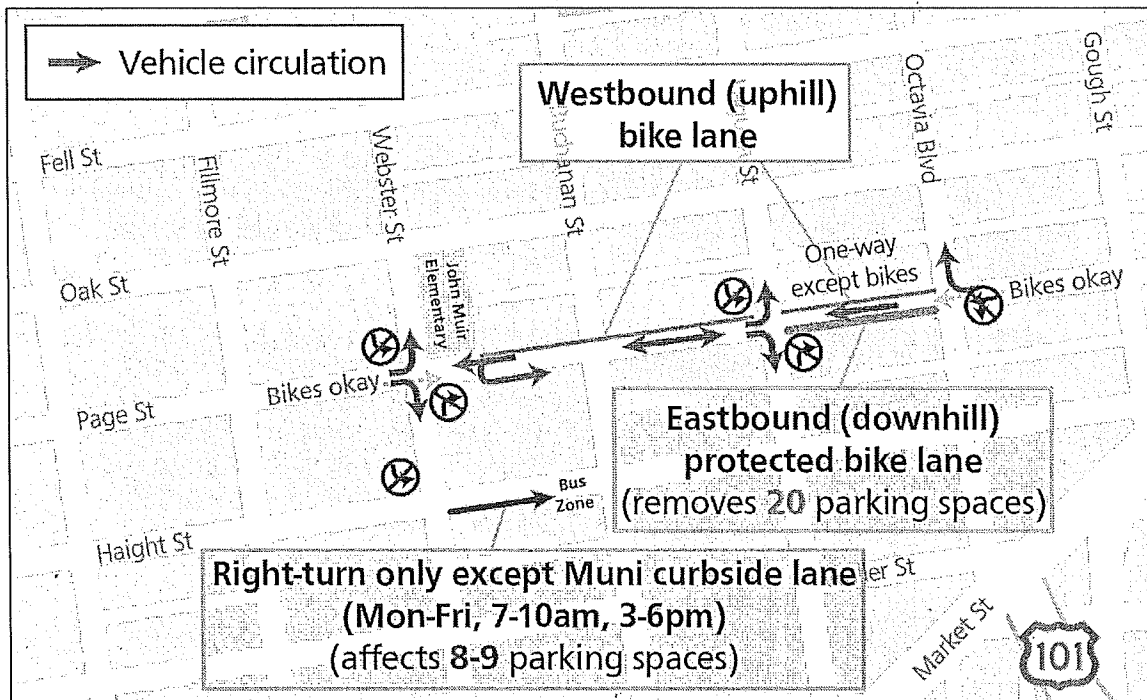 Vehicle circulation
Westbound (uphill)
bike lane
Gough St
Octavia Blvd
St
Webster St
Fell St
Fillmore St
Oak St
John Muir
Elementary
One-way
except bikes
Bikes okay
Bikes okay
Page St
Eastbound (downhill)
protected bike lane
(removes 20 parking spaces)
Bus
Zone
Haight St
Right-turn only except Muni curbside lane
(Mon-Fri, 7-10am, 3-6pm)
(affects 8-9 parking spaces)
St
Market St
101